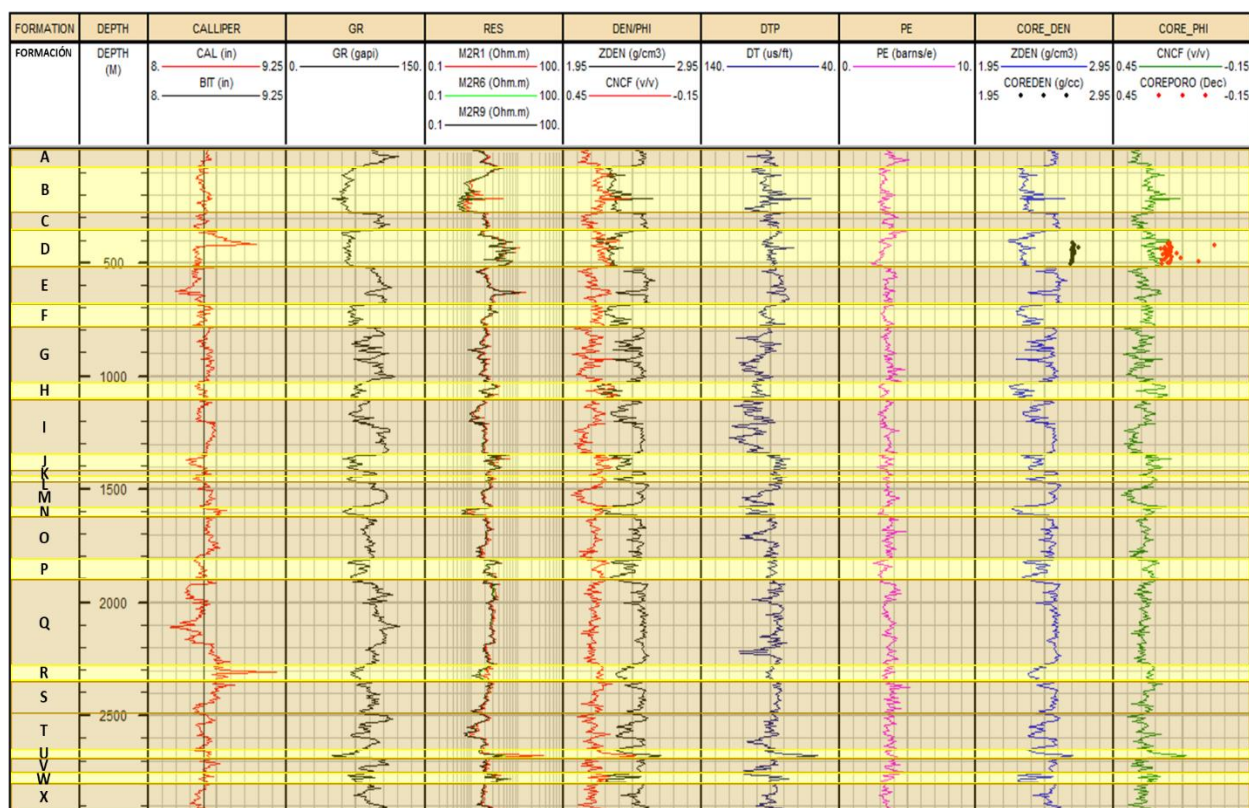 FORMATION DEPTH CALLIPER GR RES DEN/PHI DTP PE CORE_DEN CORE_PHI
FORMACIÓN
DEPTH
(M)
CAL (in)
8. 9.25
BIT (in)
8. 9.25
GR (gapi)
0. 150.
M2R1 (Ohm.m)
0.1 100.
M2R6 (Ohm.m)
0.1 100.
M2R9 (Ohm.m)
0.1 100.
ZDEN (g/cm3)
1.95 2.95
CNCF (v/v)
0.45 -0.15
DT (us/ft)
140. 40.
PE (barns/e)
0. 10.
ZDEN (g/cm3)
1.95 2.95
COREDEN (g/cc)
1.95 2.95
CNCF (v/v)
0.45 -0.15
COREPORO (Dec)
0.45 -0.15
A
B
C
D
500
E
F
G
1000
H
I
J
K
L
1500
M
N
O
P
2000
Q
R
S
2500
T
U
V
W
X